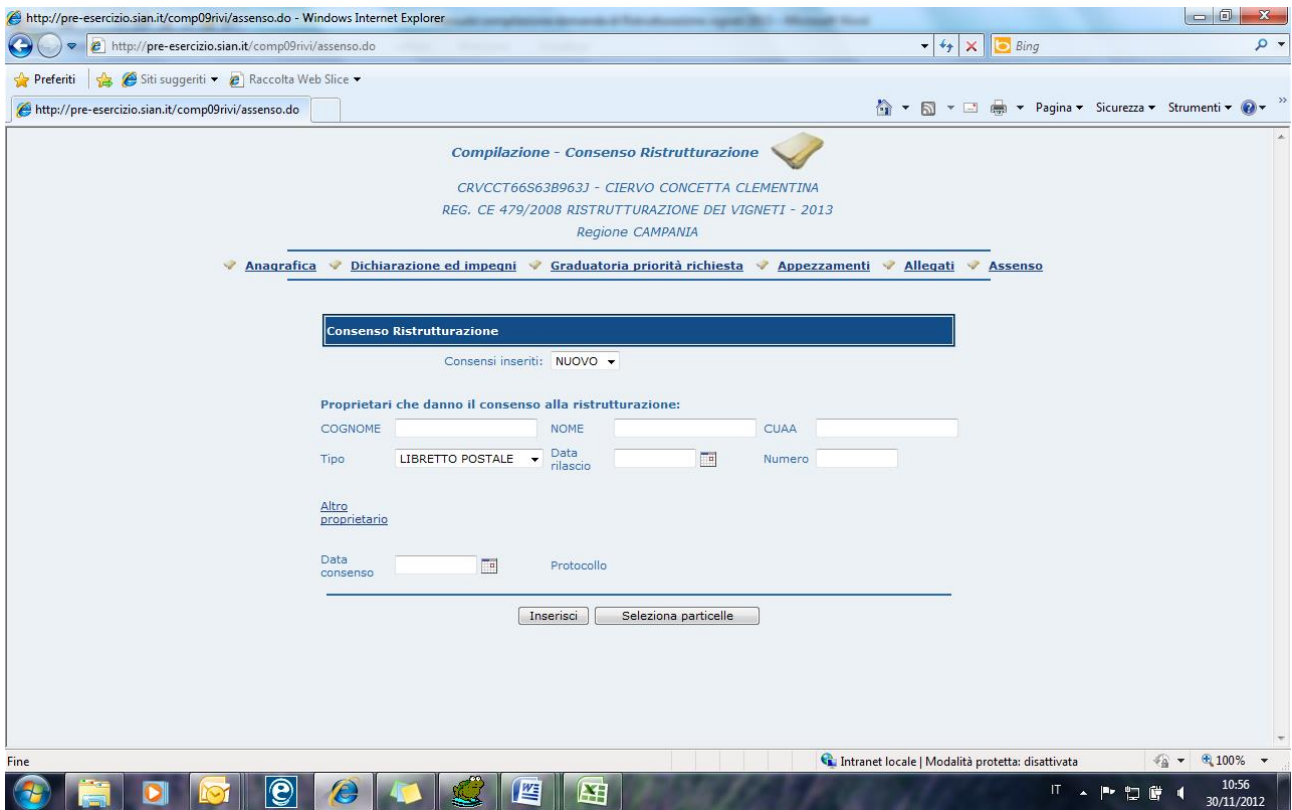 http://pre-esercizio.sian.it/comp09rivi/assenso.do - Windows Internet Explorer
http://pre-esercizio.sian.it/comp09rivi/assenso.do
Bing
Preferiti Siti suggeriti Raccolta Web Slice
http://pre-esercizio.sian.it/comp09rivi/assenso.do Pagina Sicurezza Strumenti
Compilazione - Consenso Ristrutturazione
CRVCCT66S63B963J - CIERVO CONCETTA CLEMENTINA
REG. CE 479/2008 RISTRUTTURAZIONE DEI VIGNETI - 2013
Regione CAMPANIA
Anagrafica Dichiarazione ed impegni Graduatoria priorità richiesta Appezzamenti Allegati Assenso
Consenso Ristrutturazione
Consensi inseriti: NUOVO
Proprietari che danno il consenso alla ristrutturazione:
COGNOME NOME CUAA
Tipo LIBRETTO POSTALE Data rilascio Numero
Altro
proprietario
Data
consenso Protocollo
Inserisci Seleziona particelle
Fine Intranet locale | Modalità protetta: disattivata 100%
IT 10:56
30/11/2012